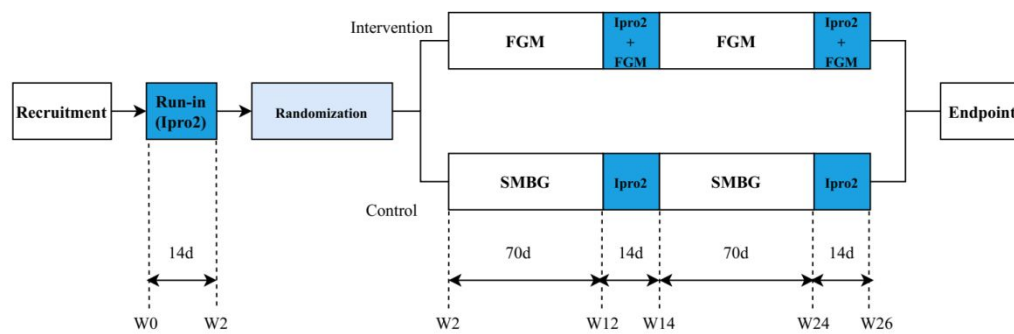 Intervention
FGM
Ipro2
+
FGM
FGM
Ipro2
+
FGM
Recruitment
Run-in
(Ipro2)
Randomization
Endpoint
SMBG
Ipro2
SMBG
Ipro2
Control
14d
70d
14d
70d
14d
W0
W2
W2
W12
W14
W24
W26